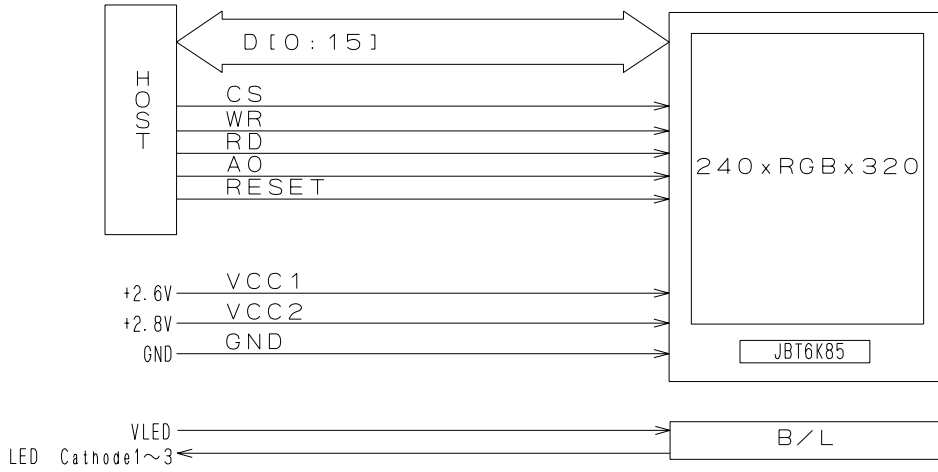 D[0:15]
HOST
CS
WR
RD
A0
RESET
240xRGBx320
+2.6V VCC1
+2.8V VCC2
GND GND
JBT6K85
VLED
B/L
LED Cathode1~3